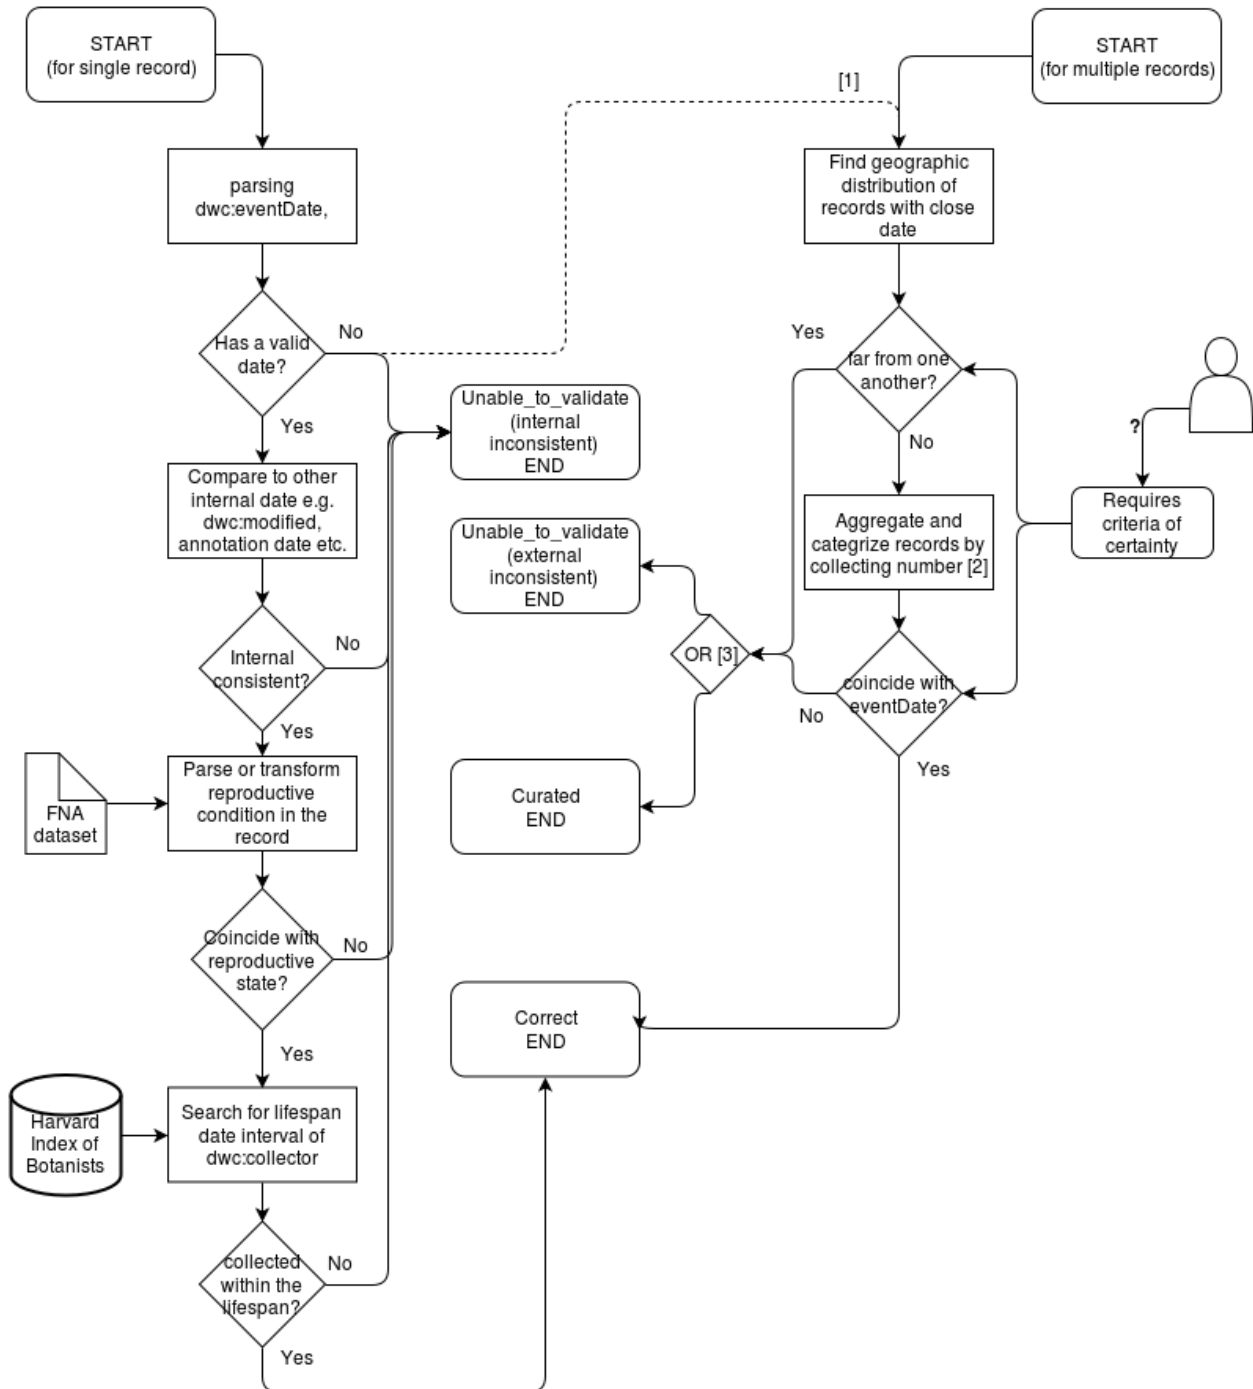 START
(for single record)
START
(for multiple records)
[1]
parsing
dwc:eventDate,
Find geographic
distribution of
records with close
date
Has a valid
date?
No
Yes
Yes
far from one
another?
No
Unable_to_validate
(internal
inconsistent)
END
?
Compare to other
internal date e.g.
dwc:modified,
annotation date etc.
Aggregate and
categrize records by
collecting number [2]
Requires
criteria of
certainty
Unable_to_validate
(external
inconsistent)
END
Internal
consistent?
No
Yes
OR [3]
coincide with
eventDate?
No
Yes
FNA
dataset
Parse or transform
reproductive
condition in the
record
Curated
END
Coincide with
reproductive
state?
No
Yes
Correct
END
Harvard
Index of
Botanists
Search for lifespan
date interval of
dwc:collector
collected
within the
lifespan?
No
Yes